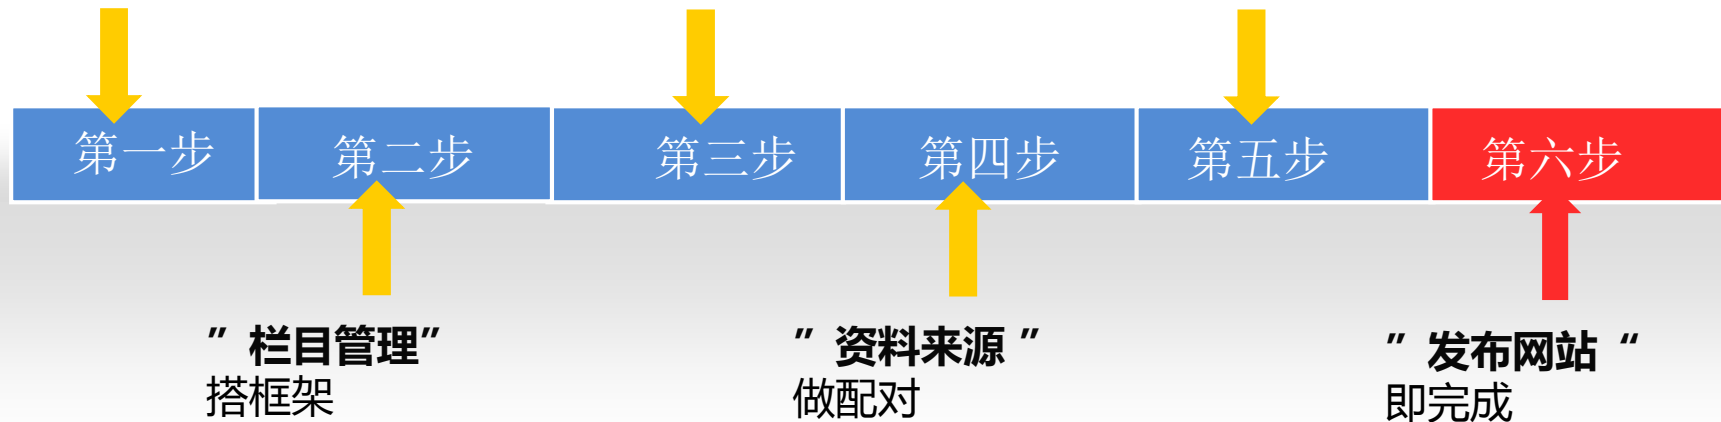 第一步
第二步
第三步
第四步
第五步
第六步
”栏目管理”
搭框架
”资料来源 ”
做配对
”发布网站 “
即完成